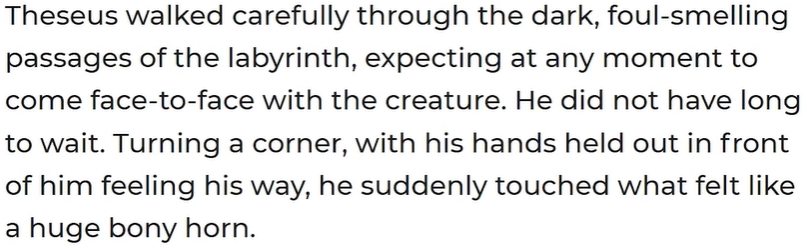 Theseus walked carefully through the dark, foul-smelling
passages of the labyrinth, expecting at any moment to
come face-to-face with the creature. He did not have long
to wait. Turning a corner, with his hands held out in front
of him feeling his way, he suddenly touched what felt like
a huge bony horn.